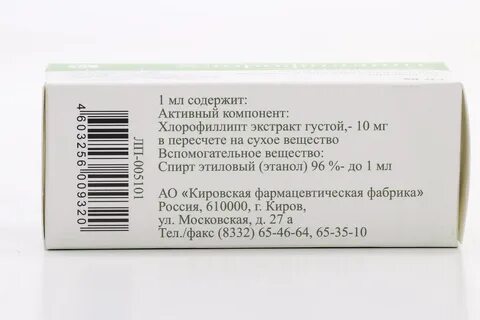 1 мл содержит:
Активный компонент:
Хлорофиллипт экстракт густой,- 10 мг
в пересчете на сухое вещество
Вспомогательное вещество:
Спирт этиловый (этанол) 96 %- до 1 мл
АО «Кировская фармацевтическая фабрика»
Россия, 610000, г. Киров,
ул. Московская, д. 27 а
Тел./факс (8332) 65-46-64, 65-35-10
4 603256 009320
ЛП-005101